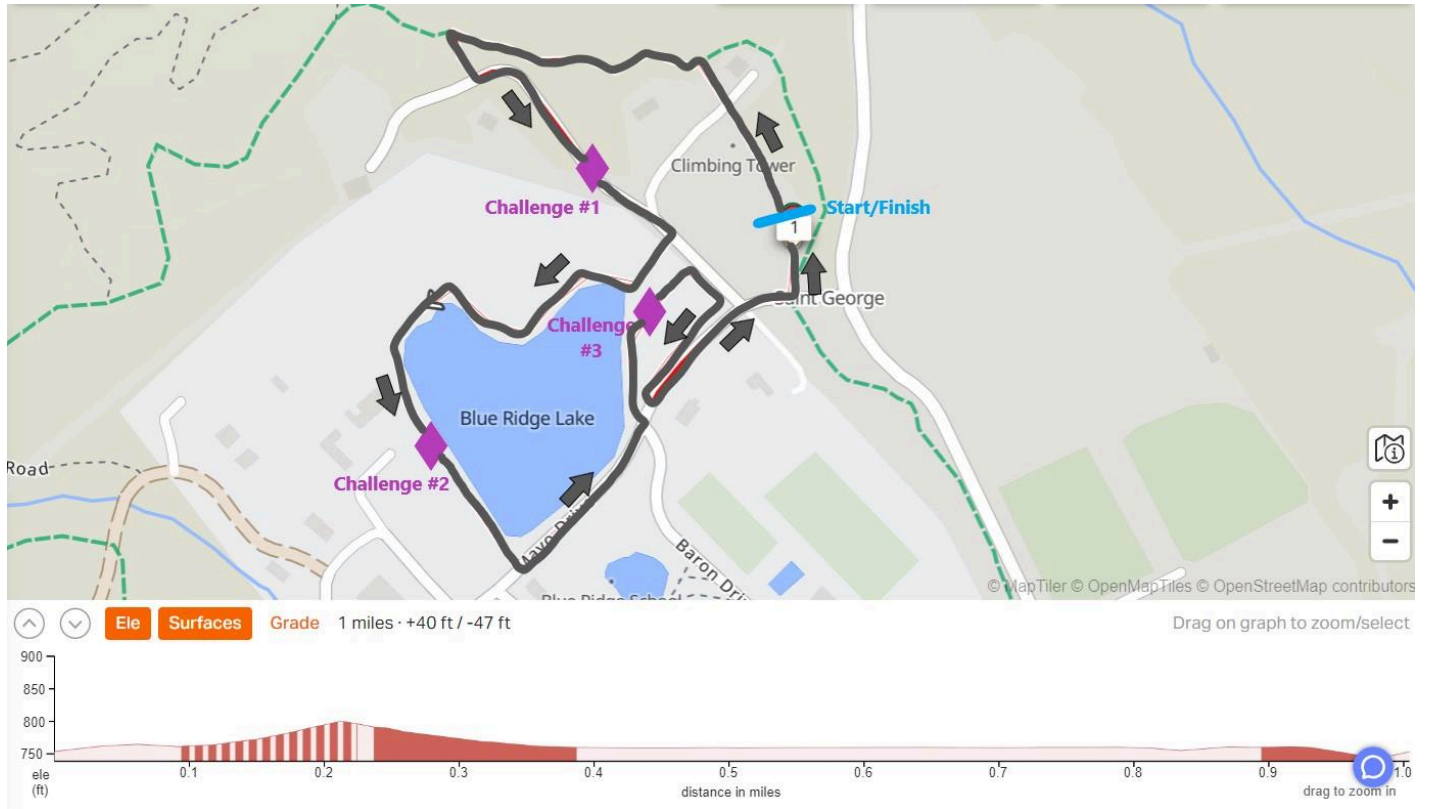 Climbing Tower
Challenge #1
Start/Finish
1
Saint George
Challenge
#3
Blue Ridge Lake
Road
Challenge #2
Mayo Drive
Baron Dri
Blue Ridge School
+
−
© MapTiler © OpenMapTiles © OpenStreetMap contributors
Ele
Surfaces
Grade
1 miles · +40 ft / -47 ft
Drag on graph to zoom/select
900
850
800
750
ele
(ft)
0.1 0.2 0.3 0.4 0.5 0.6 0.7 0.8 0.9 1.0
distance in miles
drag to zoom in